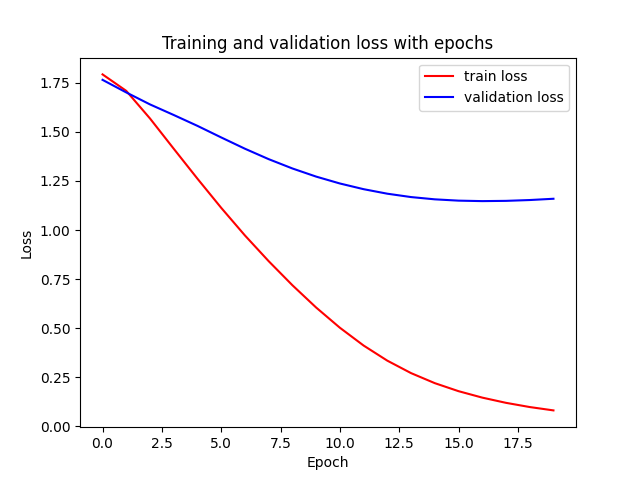 Training and validation loss with epochs
train loss
validation loss
1.75
1.50
1.25
1.00
0.75
0.50
0.25
0.00
Loss
0.0 2.5 5.0 7.5 10.0 12.5 15.0 17.5
Epoch